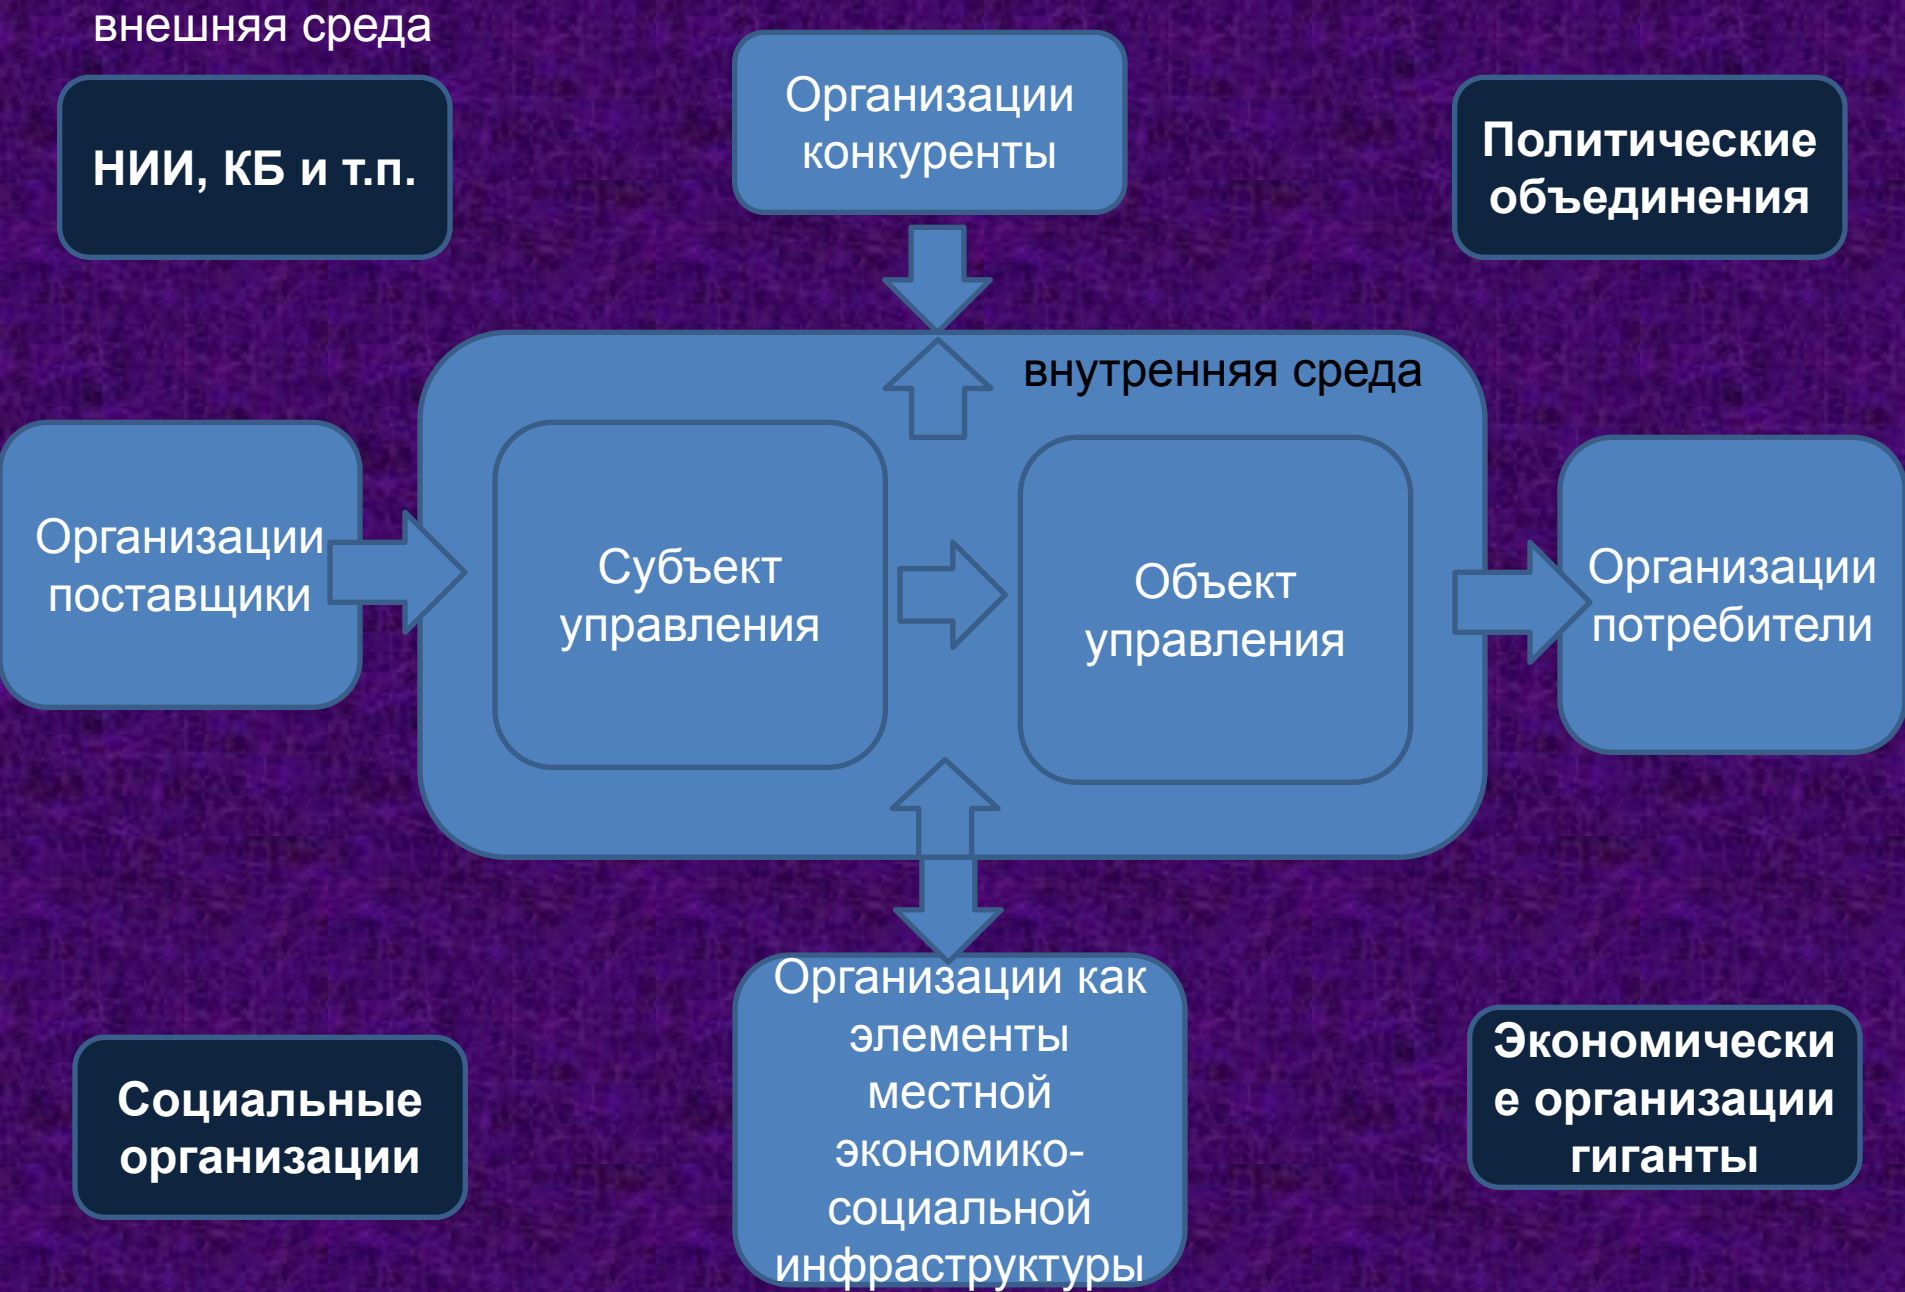 внешняя среда
НИИ, КБ и т.п.
Организации
конкуренты
Политические
объединения
внутренняя среда
Организации
поставщики
Субъект
управления
Объект
управления
Организации
потребители
Социальные
организации
Организации как
элементы
местной
экономико-
социальной
инфраструктуры
Экономически
е организации
гиганты